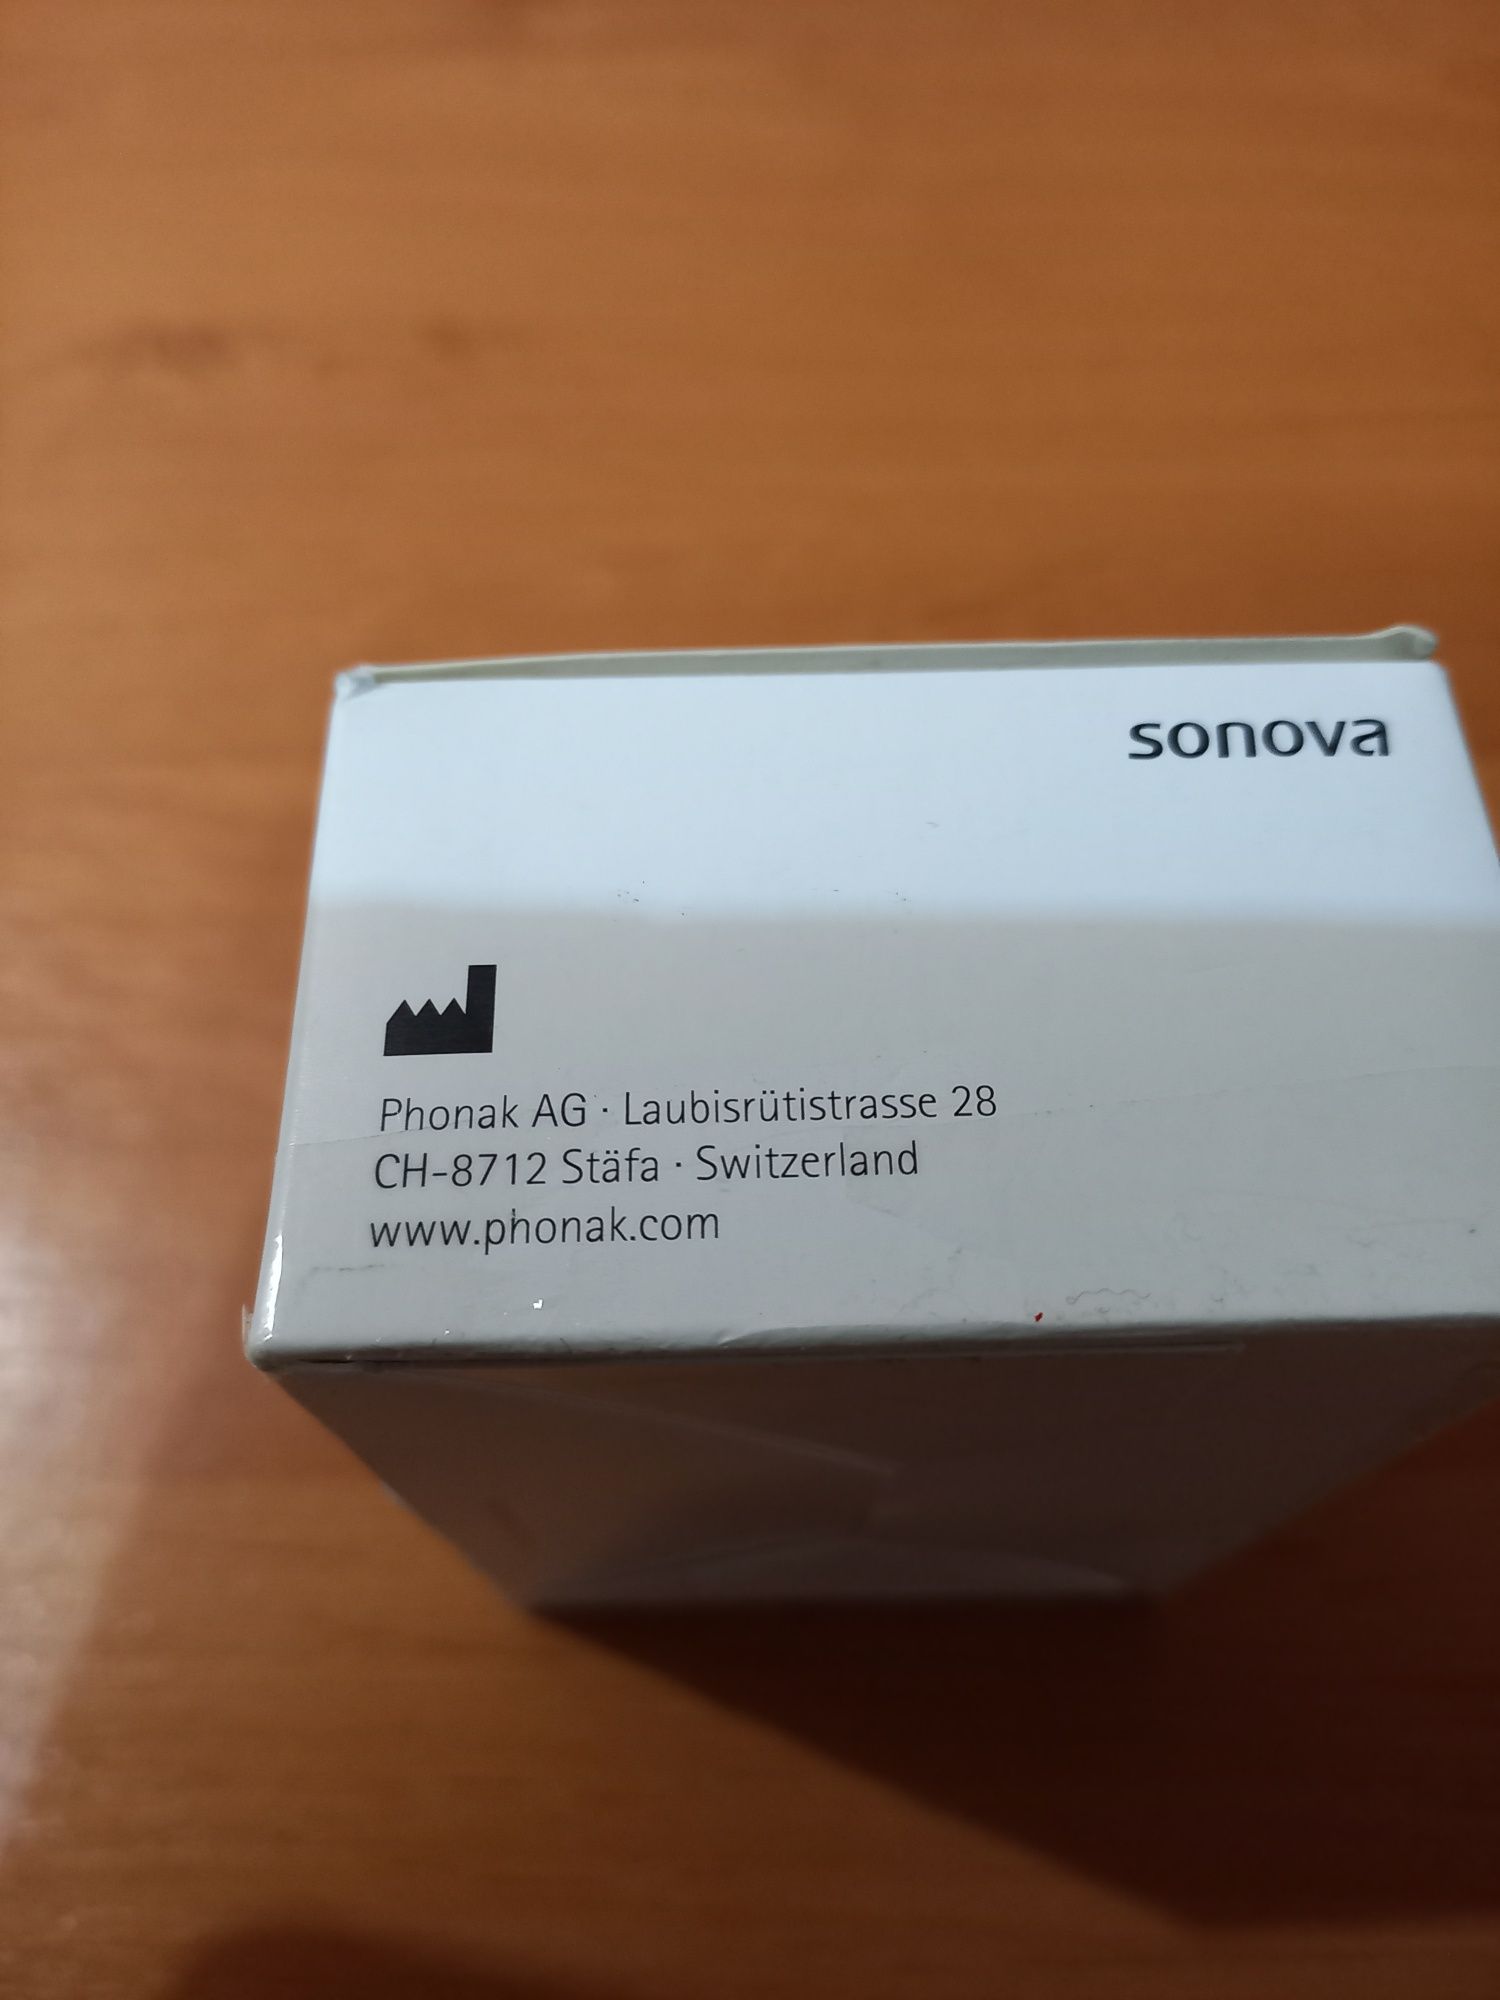 sonova
Phonak AG · Laubisrütistrasse 28
CH-8712 Stäfa · Switzerland
www.phonak.com